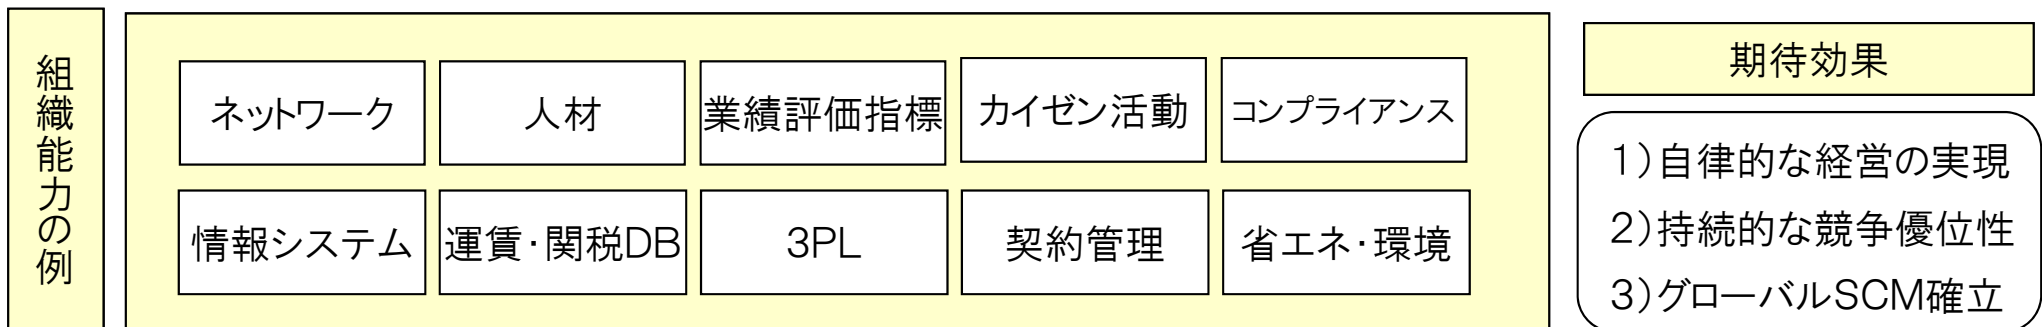 組織能力の例
ネットワーク
人材
業績評価指標
カイゼン活動
コンプライアンス
情報システム
運賃・関税DB
3PL
契約管理
省エネ・環境
期待効果
1)自律的な経営の実現
2)持続的な競争優位性
3)グローバルSCM確立